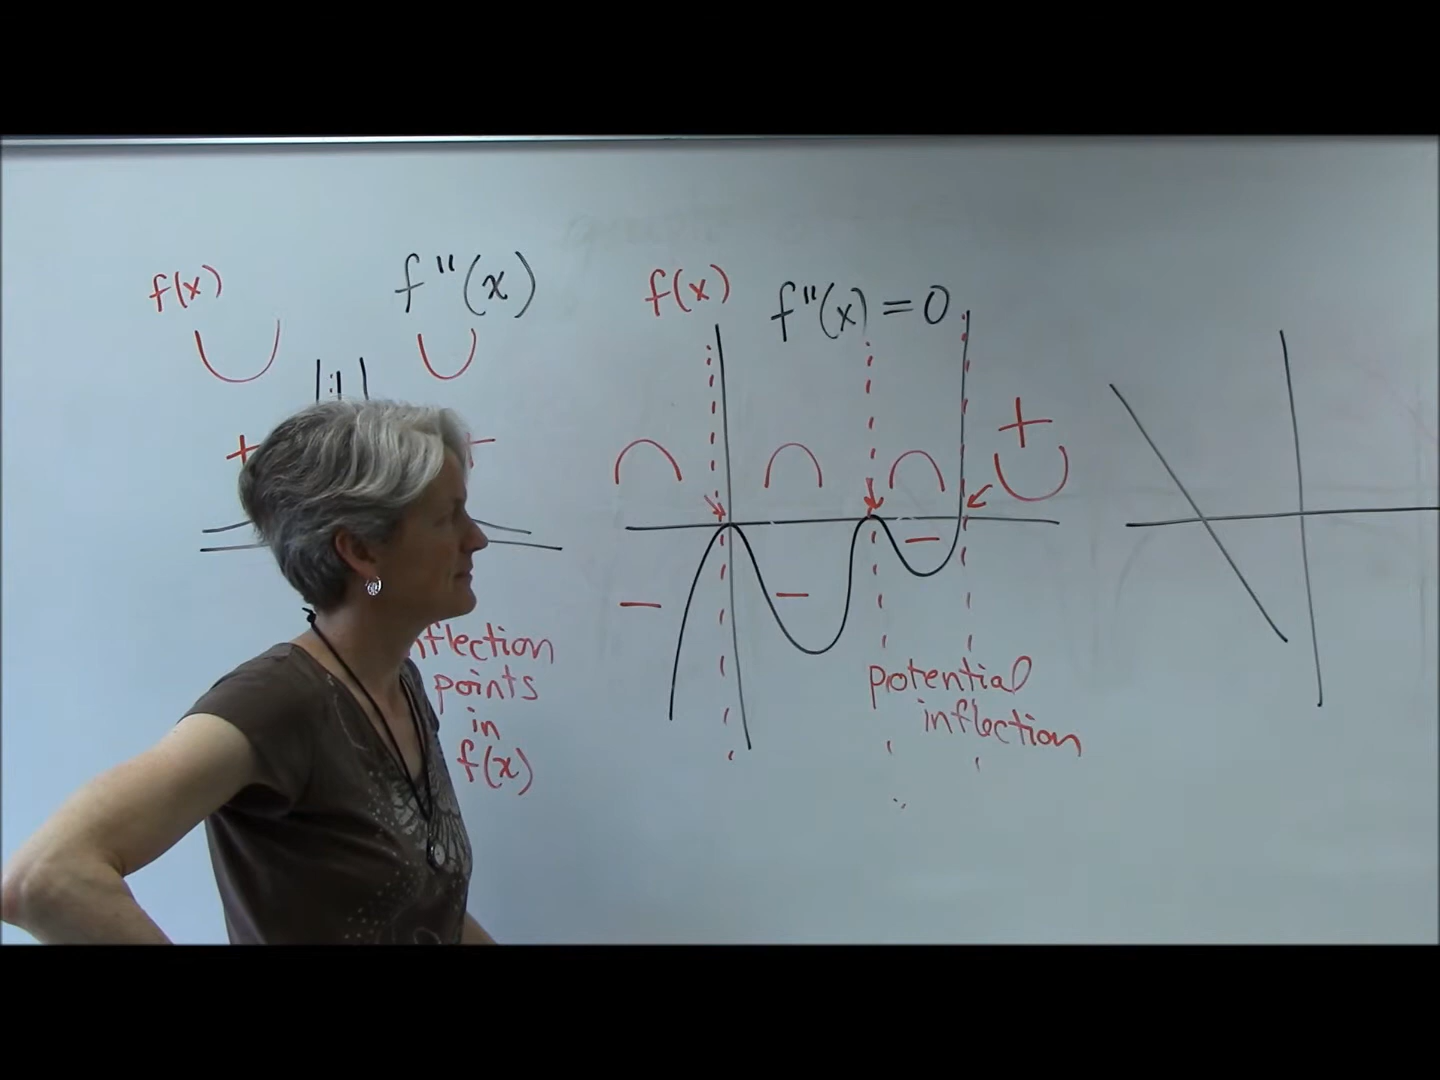 f(x)
f"(x)
+
+
nflection
points
in
f(x)
f(x)
f"(x) = 0
+
−
−
−
potential
inflection